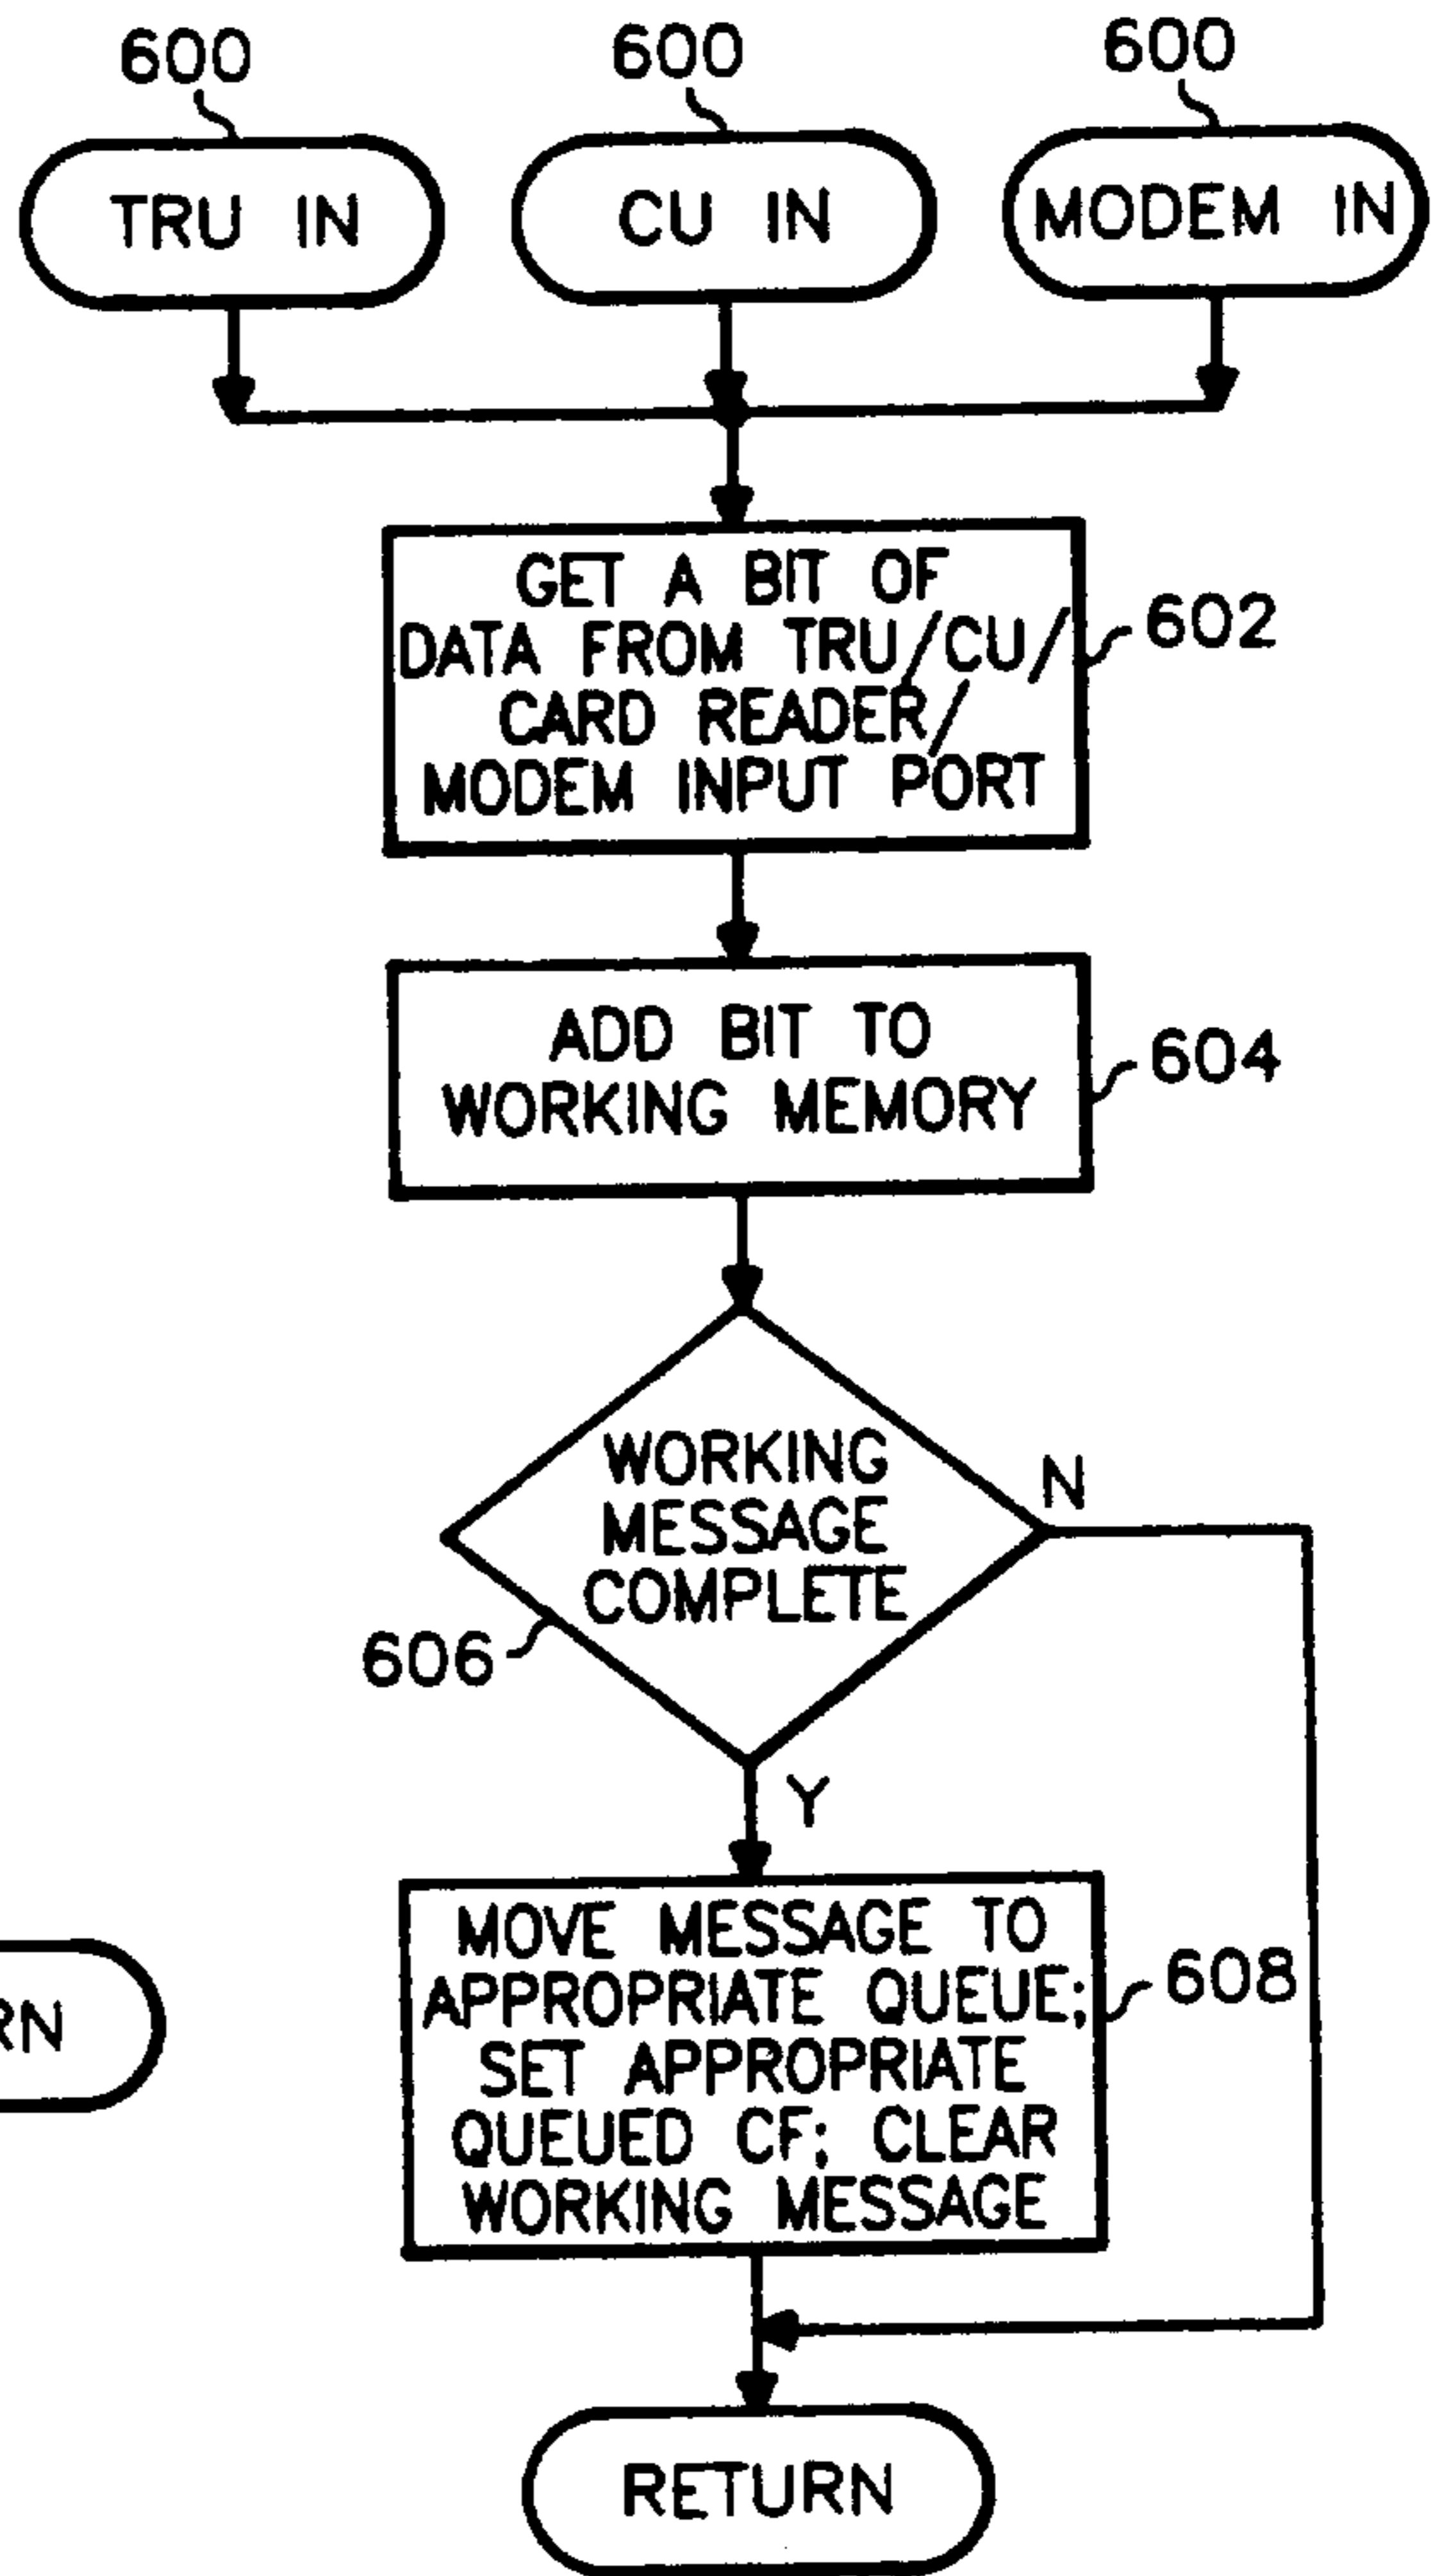 600
600
600
TRU IN
CU IN
MODEM IN
GET A BIT OF
DATA FROM TRU/CU/
CARD READER/
MODEM INPUT PORT
602
ADD BIT TO
WORKING MEMORY
604
WORKING
MESSAGE
COMPLETE
N
606
Y
MOVE MESSAGE TO
APPROPRIATE QUEUE;
SET APPROPRIATE
QUEUED CF; CLEAR
WORKING MESSAGE
608
RN
RETURN